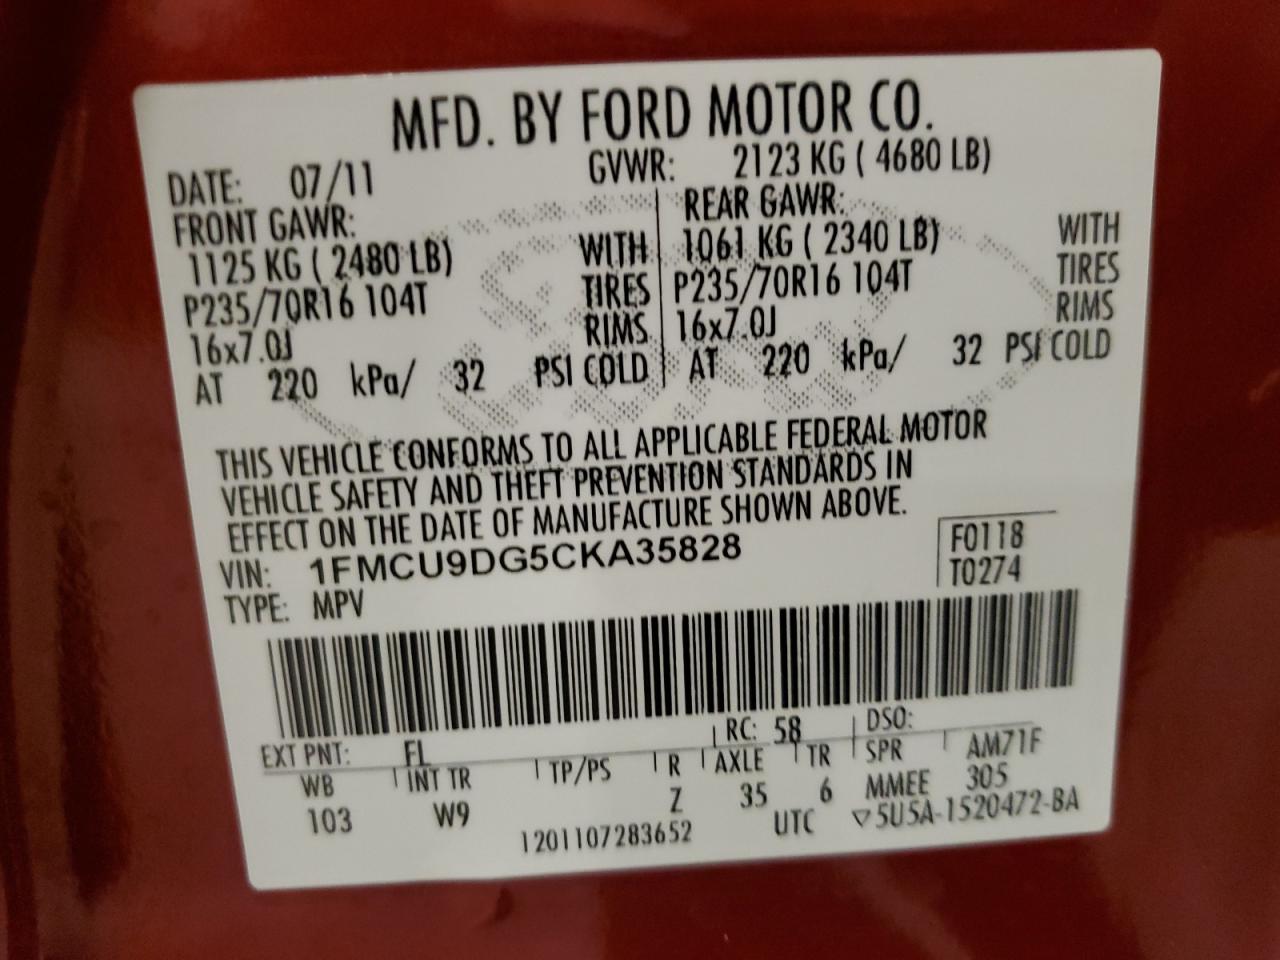 MFD. BY FORD MOTOR CO.
DATE: 07/11 GVWR: 2123 KG ( 4680 LB)
FRONT GAWR: REAR GAWR:
1125 KG ( 2480 LB) WITH 1061 KG ( 2340 LB) WITH
P235/70R16 104T TIRES P235/70R16 104T TIRES
16x7.0J RIMS 16x7.0J RIMS
AT 220 kPa/ 32 PSI COLD AT 220 kPa/ 32 PSI COLD
THIS VEHICLE CONFORMS TO ALL APPLICABLE FEDERAL MOTOR
VEHICLE SAFETY AND THEFT PREVENTION STANDARDS IN
EFFECT ON THE DATE OF MANUFACTURE SHOWN ABOVE.
VIN: 1FMCU9DG5CKA35828 F0118
TYPE: MPV T0274
EXT PNT: FL RC: 58 DSO:
WB INT TR TP/PS R AXLE TR SPR AM71F
103 W9 Z 35 6 MMEE 305
1201107283652 UTC ▽5U5A-1520472-BA